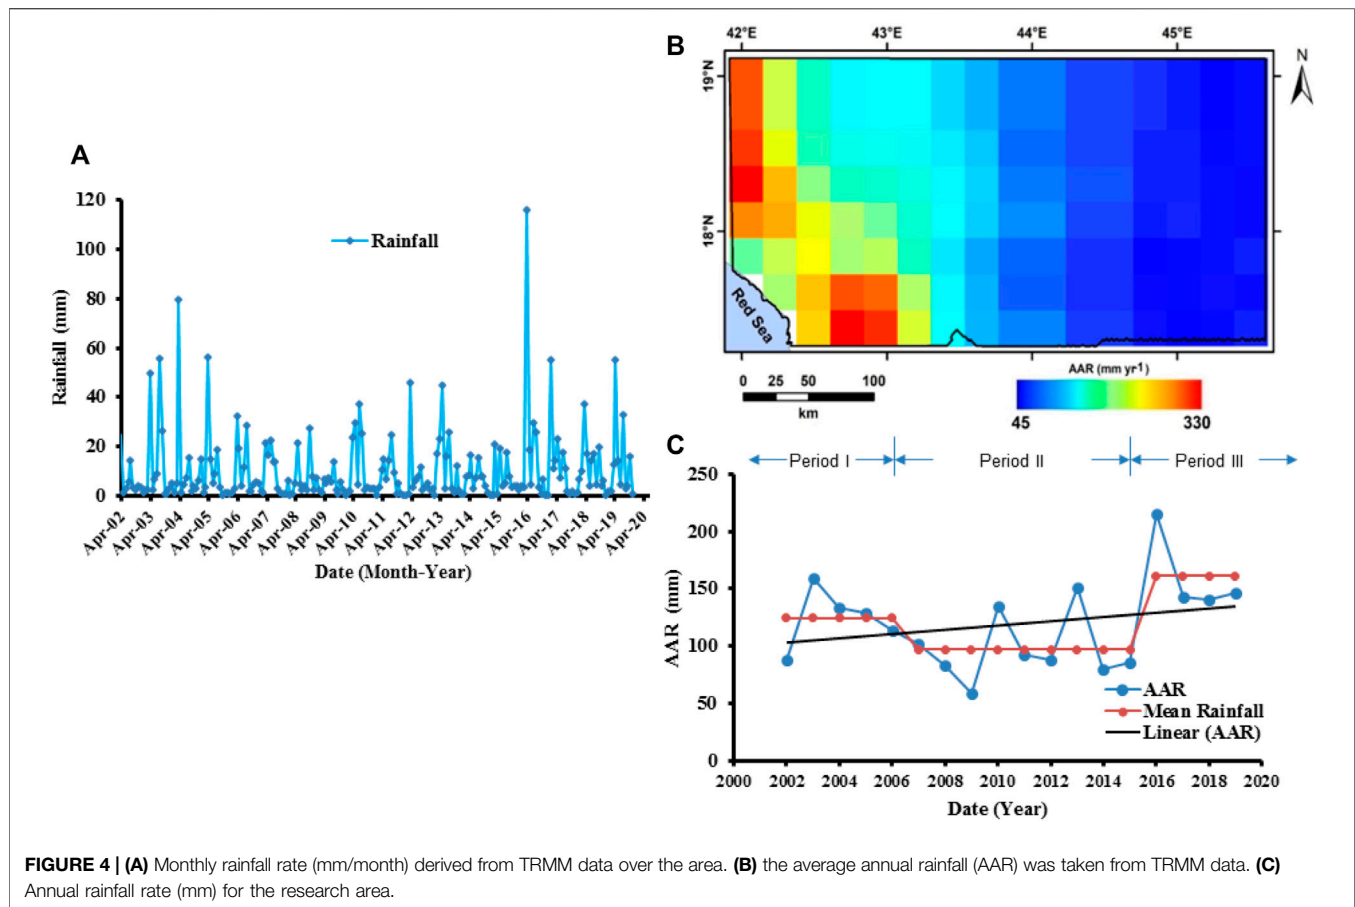 A
120
100
80
60
40
20
0
Rainfall (mm)
Rainfall
Apr-02
Apr-03
Apr-04
Apr-05
Apr-06
Apr-07
Apr-08
Apr-09
Apr-10
Apr-11
Apr-12
Apr-13
Apr-14
Apr-15
Apr-16
Apr-17
Apr-18
Apr-19
Apr-20
Date (Month-Year)
B
42°E 43°E 44°E 45°E
19°N
18°N
N
Red Sea
0 25 50 100
km
AAR (mm yr-1)
45 330
C
Period I Period II Period III
250
200
150
100
50
0
AAR (mm)
AAR
Mean Rainfall
Linear (AAR)
2000 2002 2004 2006 2008 2010 2012 2014 2016 2018 2020
Date (Year)
FIGURE 4 | (A) Monthly rainfall rate (mm/month) derived from TRMM data over the area. (B) the average annual rainfall (AAR) was taken from TRMM data. (C)
Annual rainfall rate (mm) for the research area.